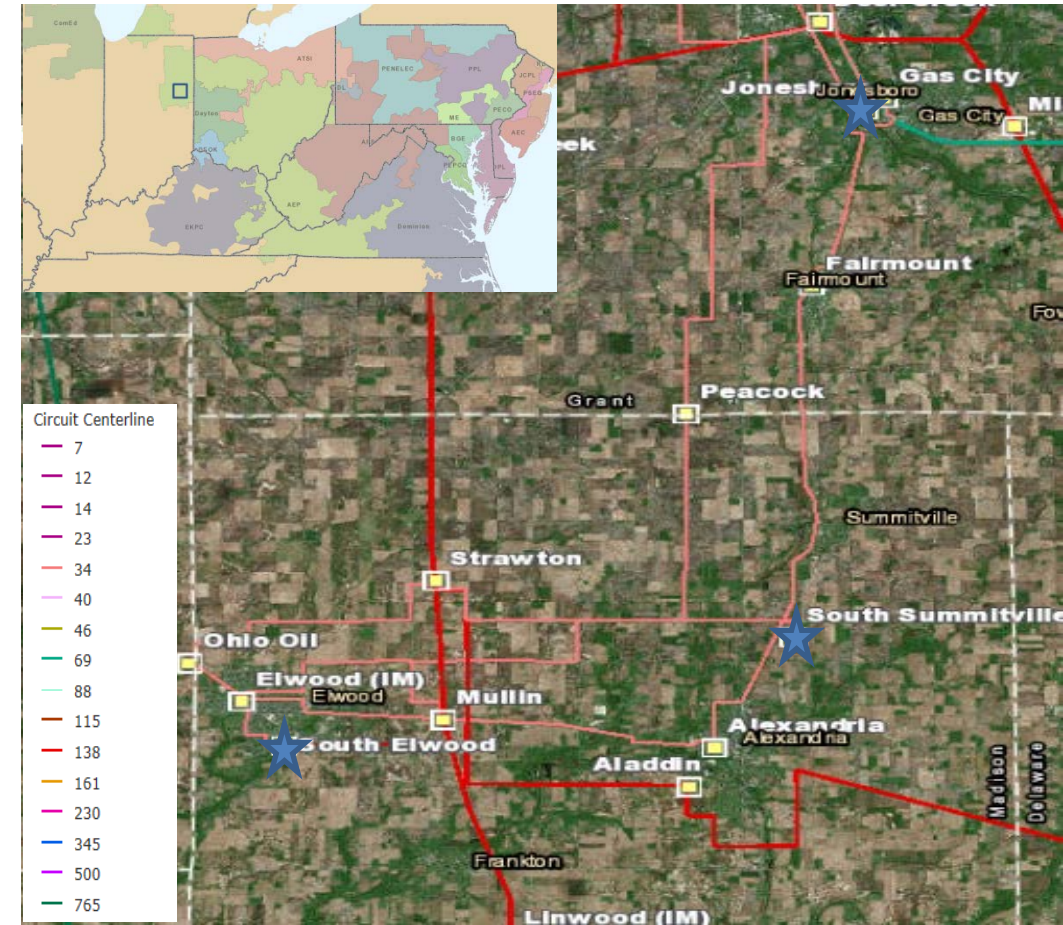 ComEd
ATSI
PENELEC
PPL
JCPL
PSEG
Dayton
ME
PECO
AEC
BGE
PEPCO
DPL
DEOK
AEP
EKPC
Dominion
Gas City
Jonesboro
Gas City
Fairmount
Fairmount
Peacock
Grant
Summitville
Strawton
South Summitville
Ohio Oil
Elwood (IM)
Elwood
Mullin
South Elwood
Alexandria
Alexandria
Aladdin
Madison
Delaware
Frankton
Linwood (IM)
Circuit Centerline
7
12
14
23
34
40
46
69
88
115
138
161
230
345
500
765